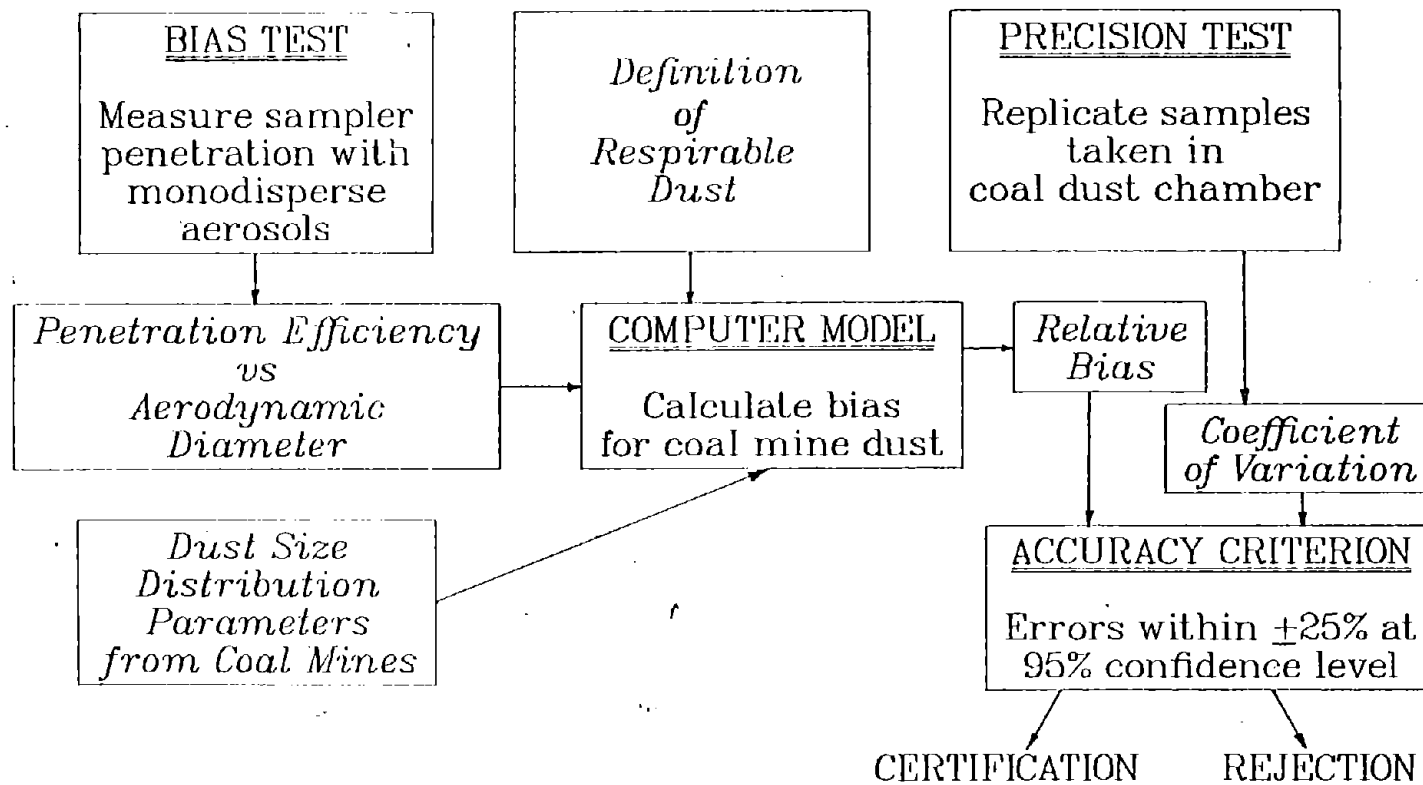 BIAS TEST
Measure sampler
penetration with
monodisperse
aerosols
Definition
of
Respirable
Dust
PRECISION TEST
Replicate samples
taken in
coal dust chamber
Penetration Efficiency
vs
Aerodynamic
Diameter
COMPUTER MODEL
Calculate bias
for coal mine dust
Relative
Bias
Coefficient
of Variation
Dust Size
Distribution
Parameters
from Coal Mines
ACCURACY CRITERION
Errors within ±25% at
95% confidence level
CERTIFICATION
REJECTION